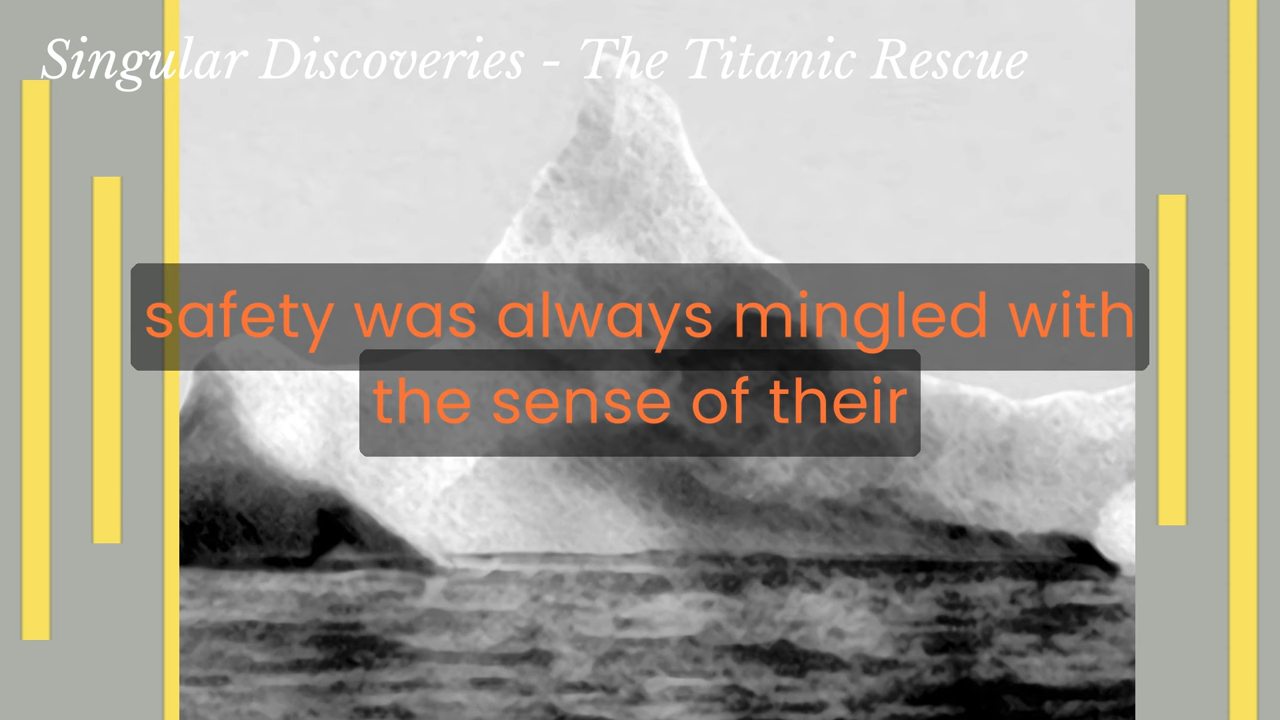 Singular Discoveries - The Titanic Rescue
safety was always mingled with
the sense of their